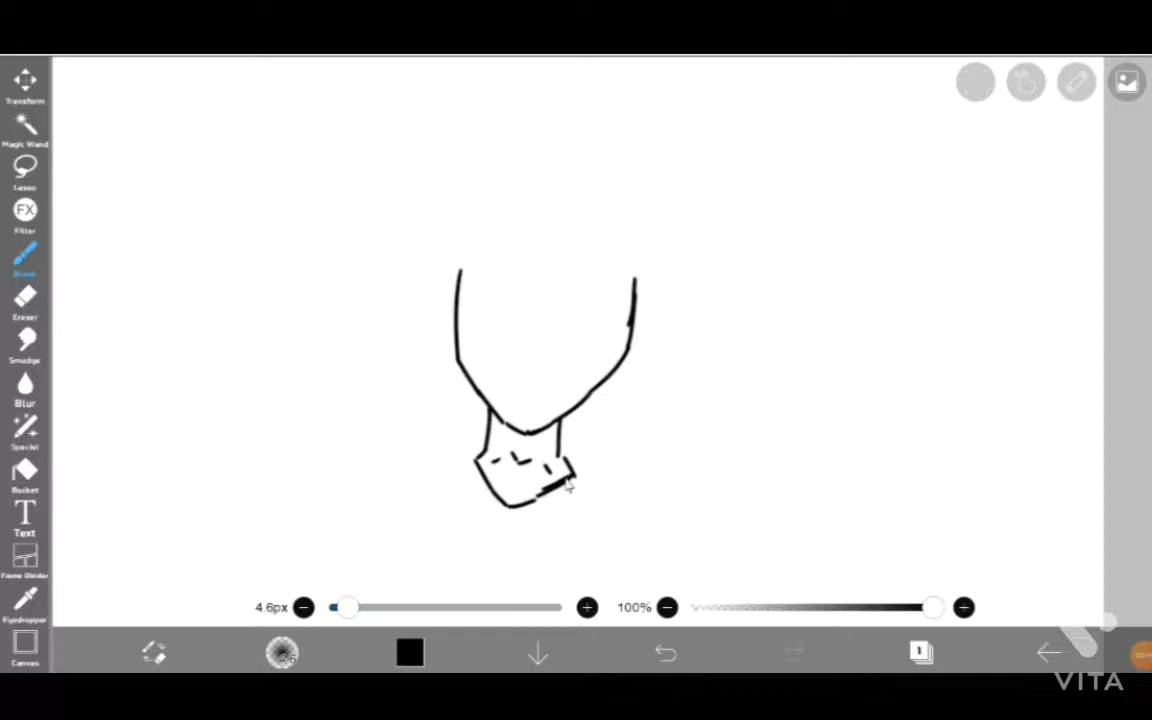 Transform
Magic Wand
Lasso
FX
Filter
Brush
Eraser
Smudge
Blur
Special
Bucket
T
Text
Frame Divider
Eyedropper
Canvas
4.6px
100%
1
VITA